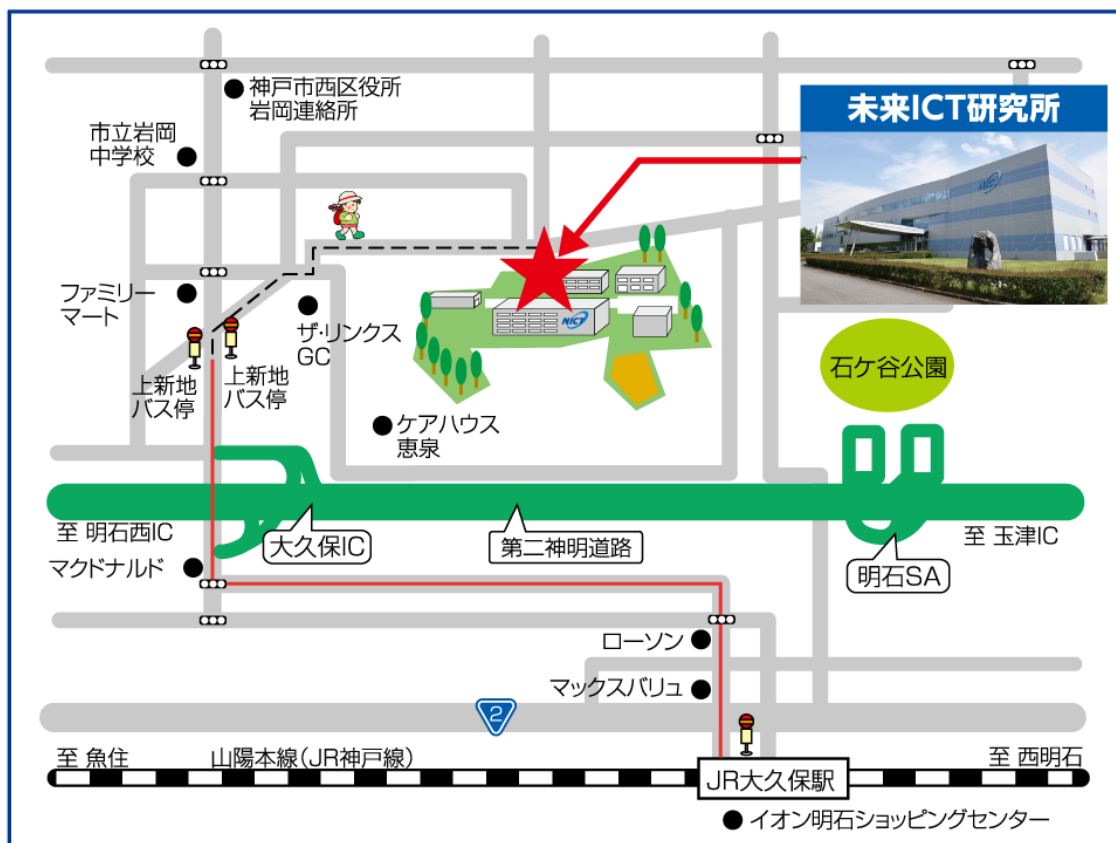 神戸市西区役所
岩岡連絡所
未来ICT研究所
NICT
市立岩岡
中学校
ファミリー
マート
ザ・リンクス
GC
NICT
上新地
バス停
上新地
バス停
石ケ谷公園
ケアハウス
恵泉
至 明石西IC
大久保IC
第二神明道路
至 玉津IC
明石SA
マクドナルド
ローソン
マックスバリュ
2
至 魚住
山陽本線(JR神戸線)
至 西明石
JR大久保駅
イオン明石ショッピングセンター